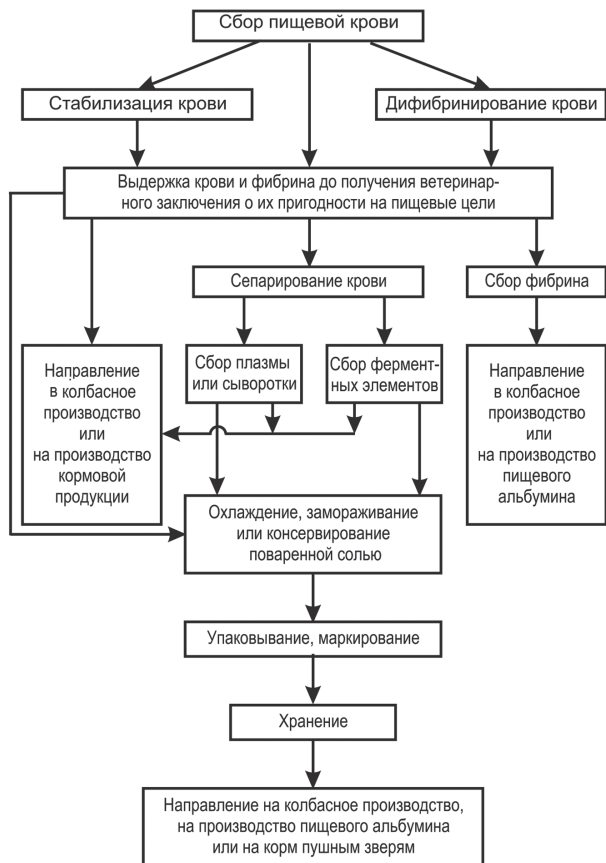 Сбор пищевой крови
Стабилизация крови
Дифибринирование крови
Выдержка крови и фибрина до получения ветеринар-
ного заключения о их пригодности на пищевые цели
Сепарирование крови
Сбор фибрина
Сбор плазмы
или сыворотки
Сбор фермент-
ных элементов
Направление
в колбасное
производство
или
на производство
кормовой
продукции
Направление
в колбасное
производство
или
на производство
пищевого
альбумина
Охлаждение, замораживание
или консервирование
поваренной солью
Упаковывание, маркирование
Хранение
Направление на колбасное производство,
на производство пищевого альбумина
или на корм пушным зверям